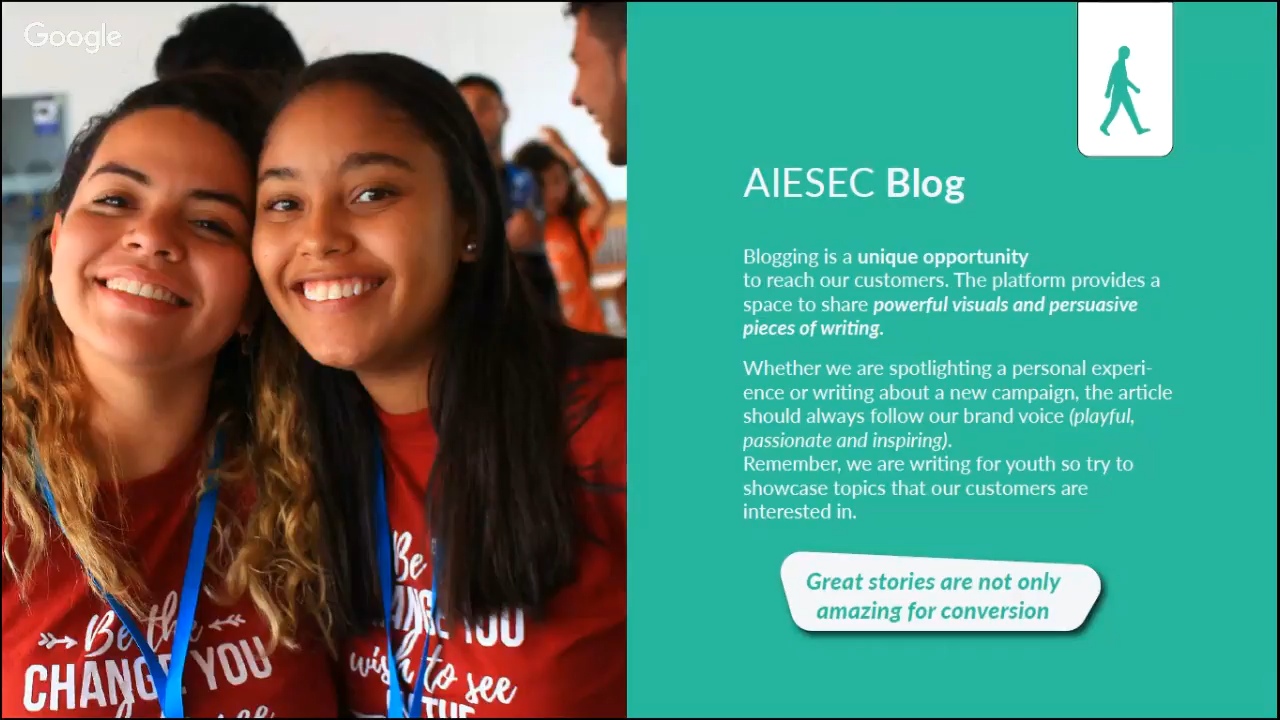 Google
AIESEC Blog
Blogging is a unique opportunity
to reach our customers. The platform provides a
space to share powerful visuals and persuasive
pieces of writing.
Whether we are spotlighting a personal experi-
ence or writing about a new campaign, the article
should always follow our brand voice (playful,
passionate and inspiring).
Remember, we are writing for youth so try to
showcase topics that our customers are
interested in.
Great stories are not only
amazing for conversion
Be the
CHANGE YOU
Be
CHANGE YOU
wish to see